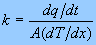 k = dq/dt / A(dT/dx)